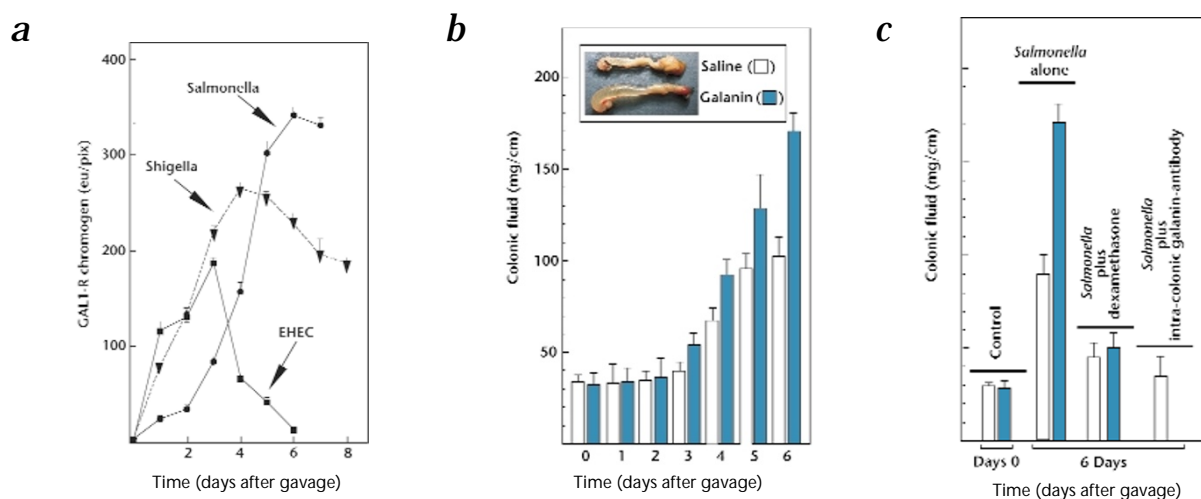 a
400
300
200
100
GAL1-R chromogen (eu/pix)
Salmonella
Shigella
EHEC
2
4
6
8
Time (days after gavage)
b
200
150
100
50
Colonic fluid (mg/cm)
Saline ( )
Galanin ( )
0 1 2 3 4 5 6
Time (days after gavage)
c
Colonic fluid (mg/cm)
Control
Salmonella
alone
Salmonella
plus
dexamethasone
Salmonella
plus
intra-colonic galanin-antibody
Days 0
6 Days
Time (days after gavage)